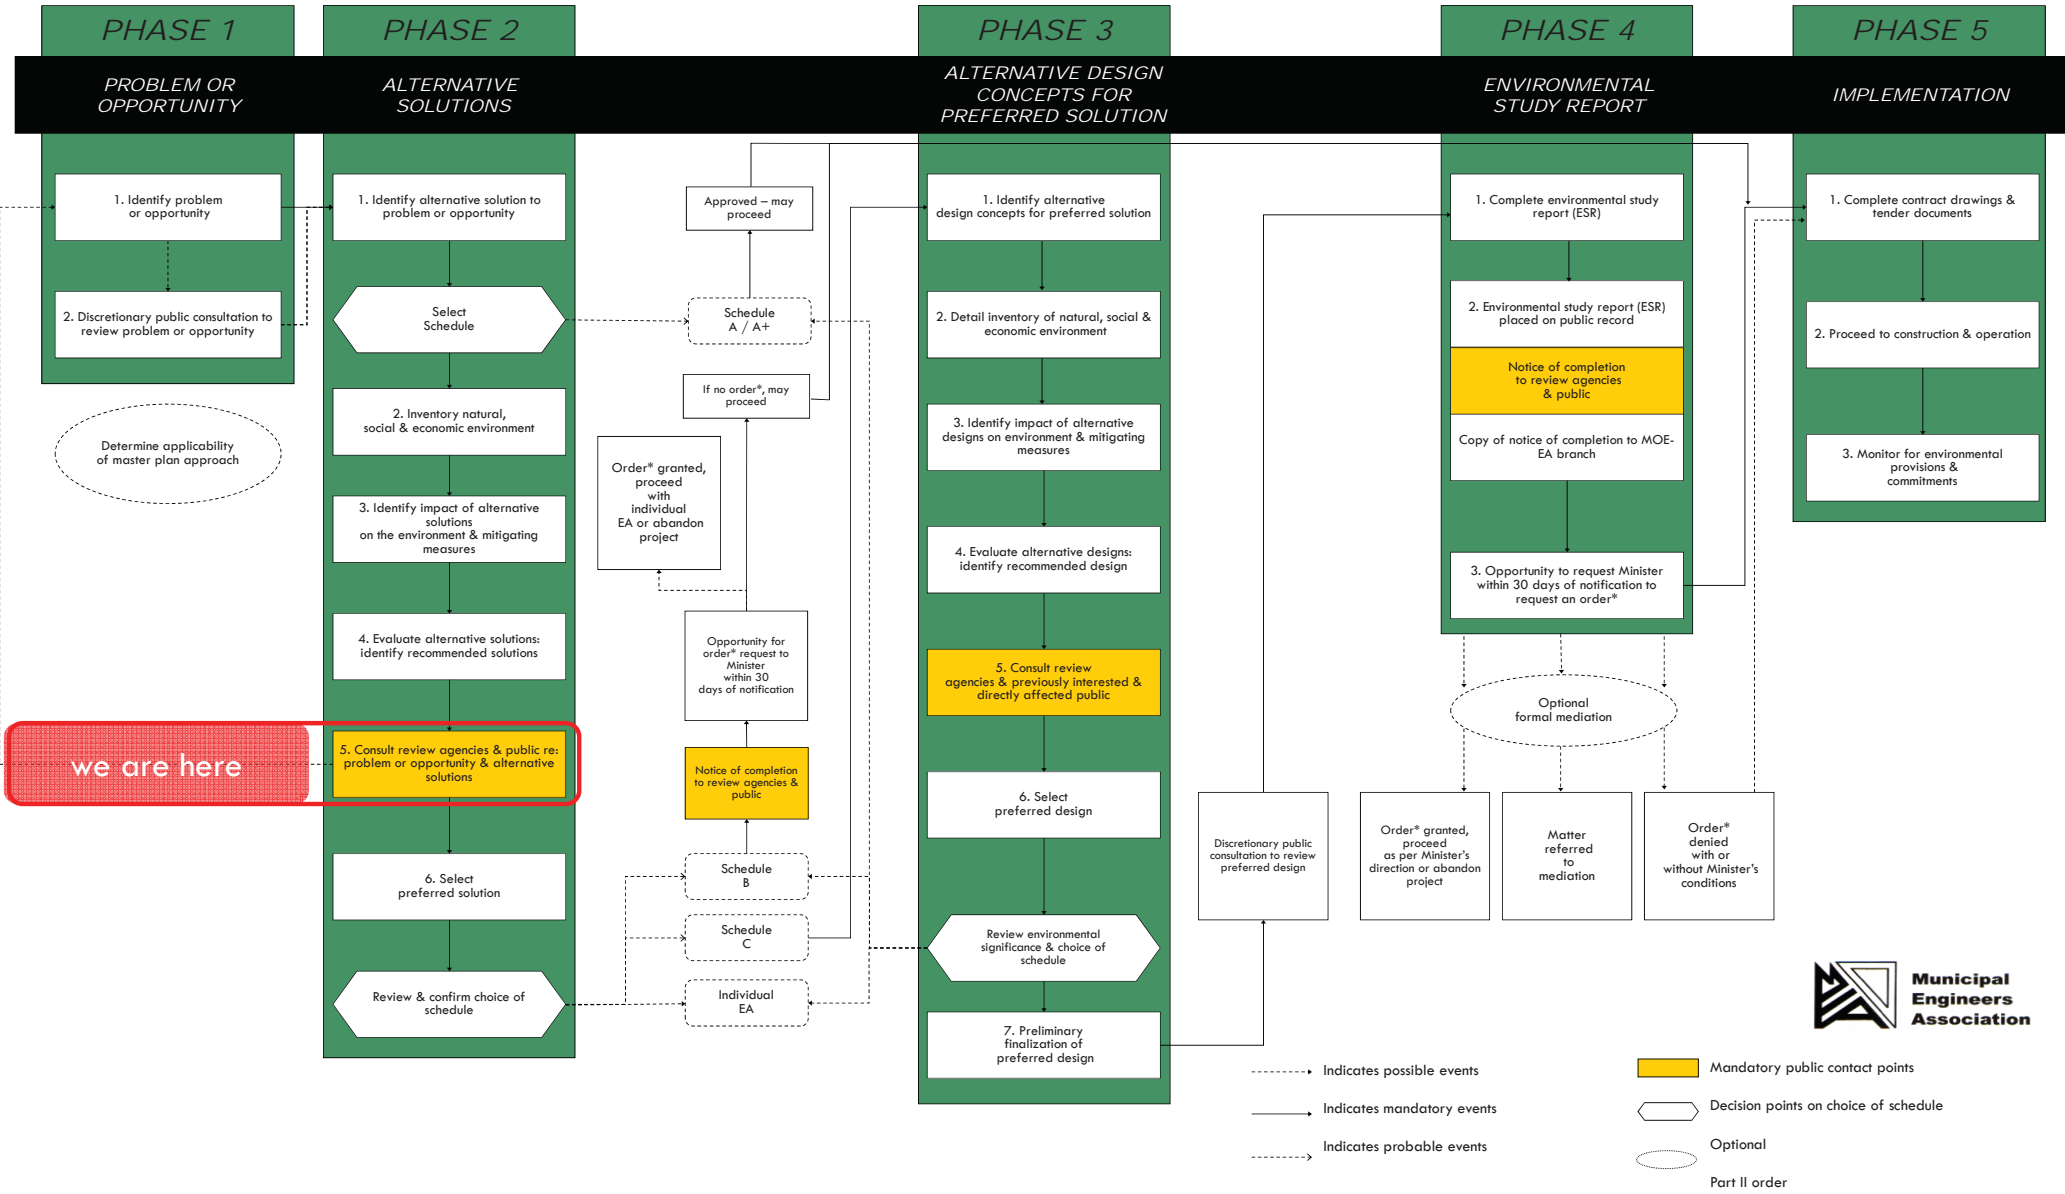 PHASE 1
PROBLEM OR
OPPORTUNITY
1. Identify problem
or opportunity
2. Discretionary public consultation to
review problem or opportunity
Determine applicability
of master plan approach
we are here
PHASE 2
ALTERNATIVE
SOLUTIONS
1. Identify alternative solution to
problem or opportunity
Select
Schedule
2. Inventory natural,
social & economic environment
3. Identify impact of alternative
solutions
on the environment & mitigating
measures
4. Evaluate alternative solutions:
identify recommended solutions
5. Consult review agencies & public re:
problem or opportunity & alternative
solutions
6. Select
preferred solution
Review & confirm choice of
schedule
Approved – may
proceed
Schedule
A / A+
If no order*, may
proceed
Order* granted,
proceed
with
individual
EA or abandon
project
Opportunity for
order* request to
Minister
within 30
days of notification
Notice of completion
to review agencies &
public
Schedule
B
Schedule
C
Individual
EA
PHASE 3
ALTERNATIVE DESIGN
CONCEPTS FOR
PREFERRED SOLUTION
1. Identify alternative
design concepts for preferred solution
2. Detail inventory of natural, social &
economic environment
3. Identify impact of alternative
designs on environment & mitigating
measures
4. Evaluate alternative designs:
identify recommended design
5. Consult review
agencies & previously interested &
directly affected public
6. Select
preferred design
Review environmental
significance & choice of
schedule
7. Preliminary
finalization of
preferred design
Discretionary public
consultation to review
preferred design
PHASE 4
ENVIRONMENTAL
STUDY REPORT
1. Complete environmental study
report (ESR)
2. Environmental study report (ESR)
placed on public record
Notice of completion
to review agencies
& public
Copy of notice of completion to MOE-
EA branch
3. Opportunity to request Minister
within 30 days of notification to
request an order*
Optional
formal mediation
Order* granted,
proceed
as per Minister's
direction or abandon
project
Matter
referred
to
mediation
Order*
denied
with or
without Minister's
conditions
PHASE 5
IMPLEMENTATION
1. Complete contract drawings &
tender documents
2. Proceed to construction & operation
3. Monitor for environmental
provisions &
commitments
Municipal
Engineers
Association
Indicates possible events
Indicates mandatory events
Indicates probable events
Mandatory public contact points
Decision points on choice of schedule
Optional
Part II order